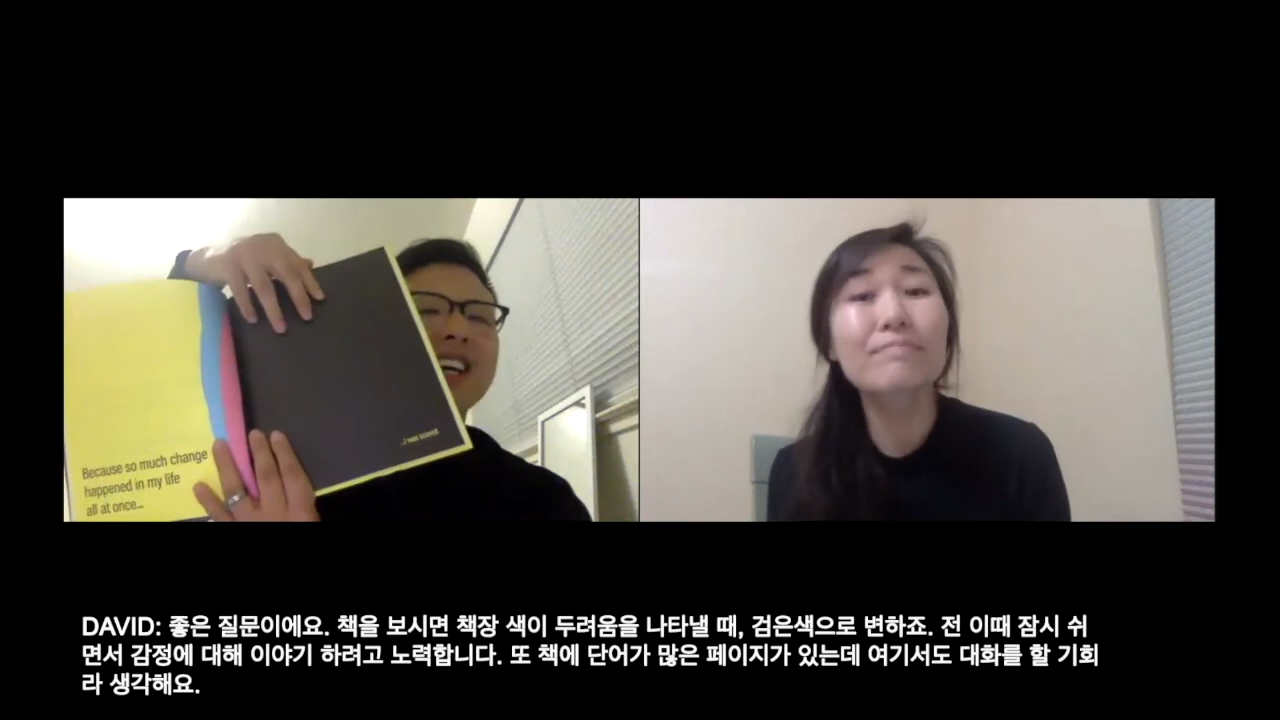 Because so much change
happened in my life
all at once...
...I was scared.
DAVID: 좋은 질문이에요. 책을 보시면 책장 색이 두려움을 나타낼 때, 검은색으로 변하죠. 전 이때 잠시 쉬
면서 감정에 대해 이야기 하려고 노력합니다. 또 책에 단어가 많은 페이지가 있는데 여기서도 대화를 할 기회
라 생각해요.